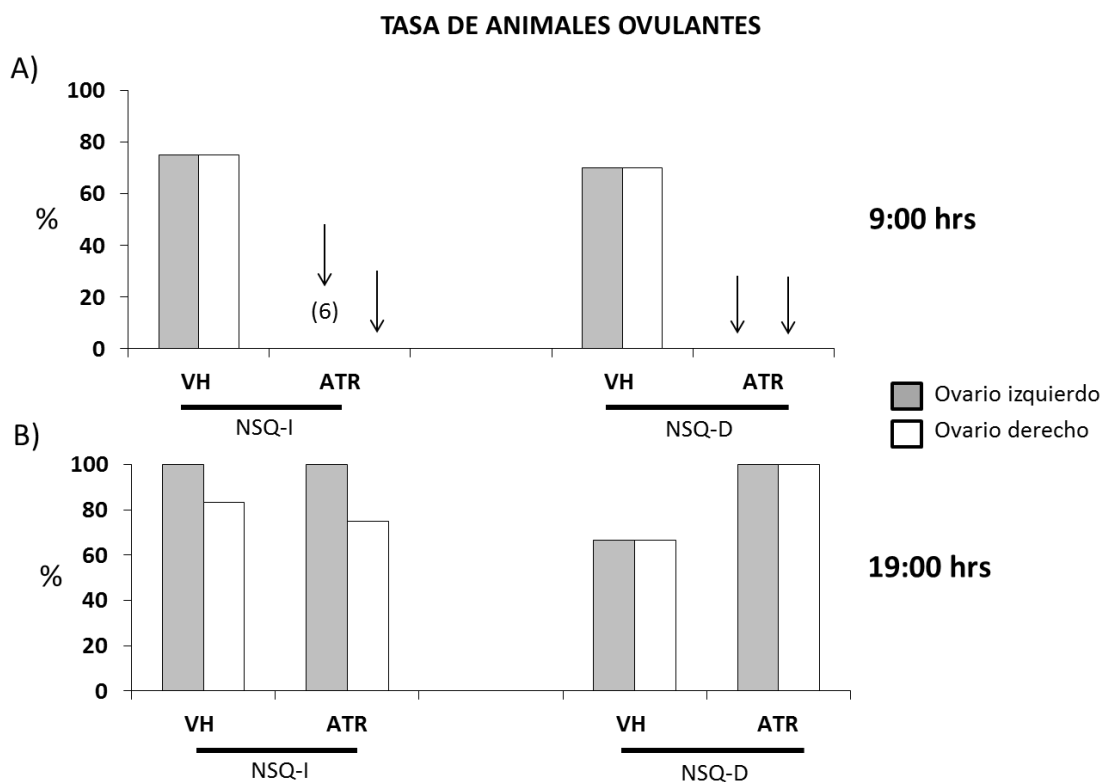 TASA DE ANIMALES OVULANTES
A)
100
80
60
40
20
0
%
(6)
VH
ATR
VH
ATR
NSQ-I
NSQ-D
9:00 hrs
Ovario izquierdo
Ovario derecho
B)
100
80
60
40
20
0
%
VH
ATR
VH
ATR
NSQ-I
NSQ-D
19:00 hrs